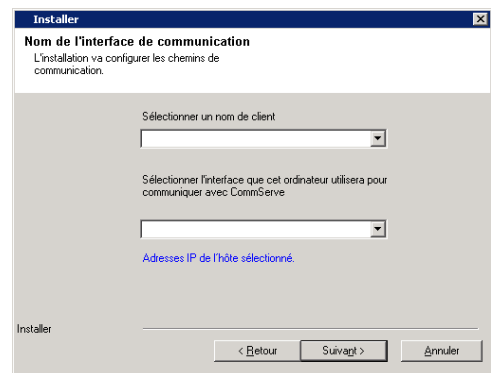 Installer
Nom de l'interface de communication
L'installation va configurer les chemins de
communication.
Sélectionner un nom de client
Sélectionner l'interface que cet ordinateur utilisera pour
communiquer avec CommServe
Adresses IP de l'hôte sélectionné.
Installer
< Retour
Suivant >
Annuler